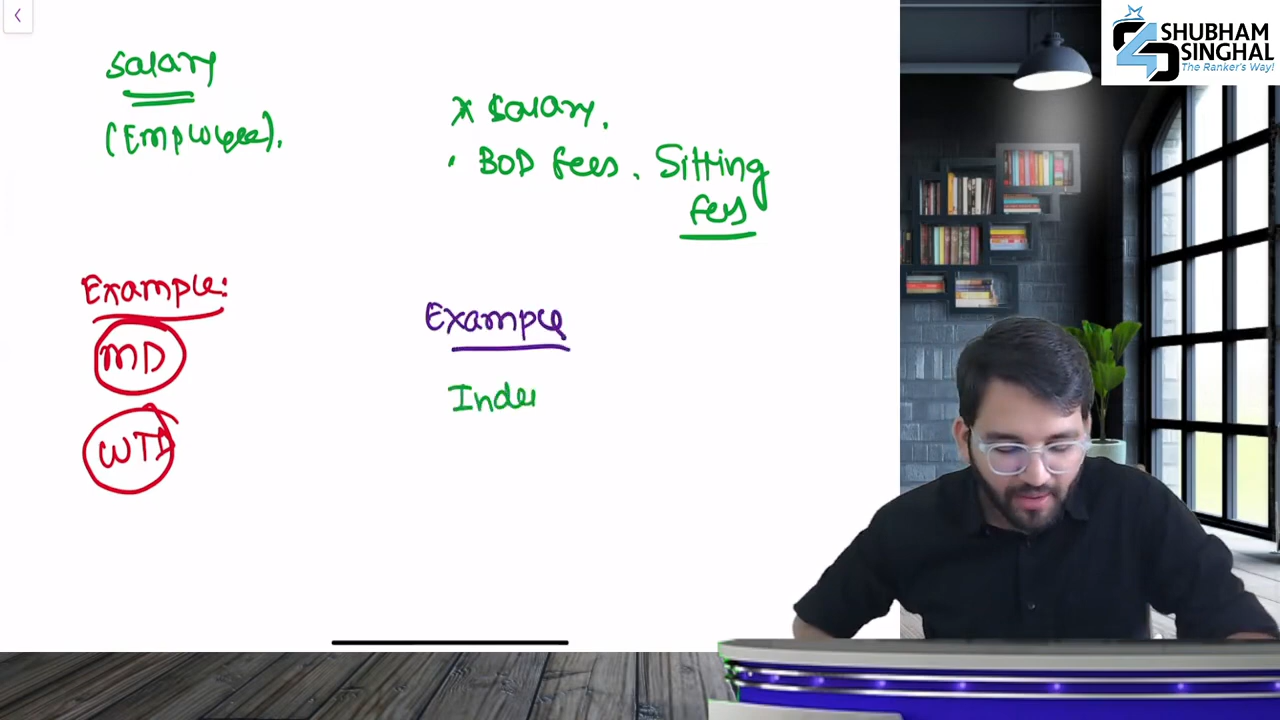 Salary
(Employee).
Example:
MD
WTD
x Salary.
• BOD fees. Sitting
fees
Example
Inde
SHUBHAM
SINGHAL
The Ranker's Way!